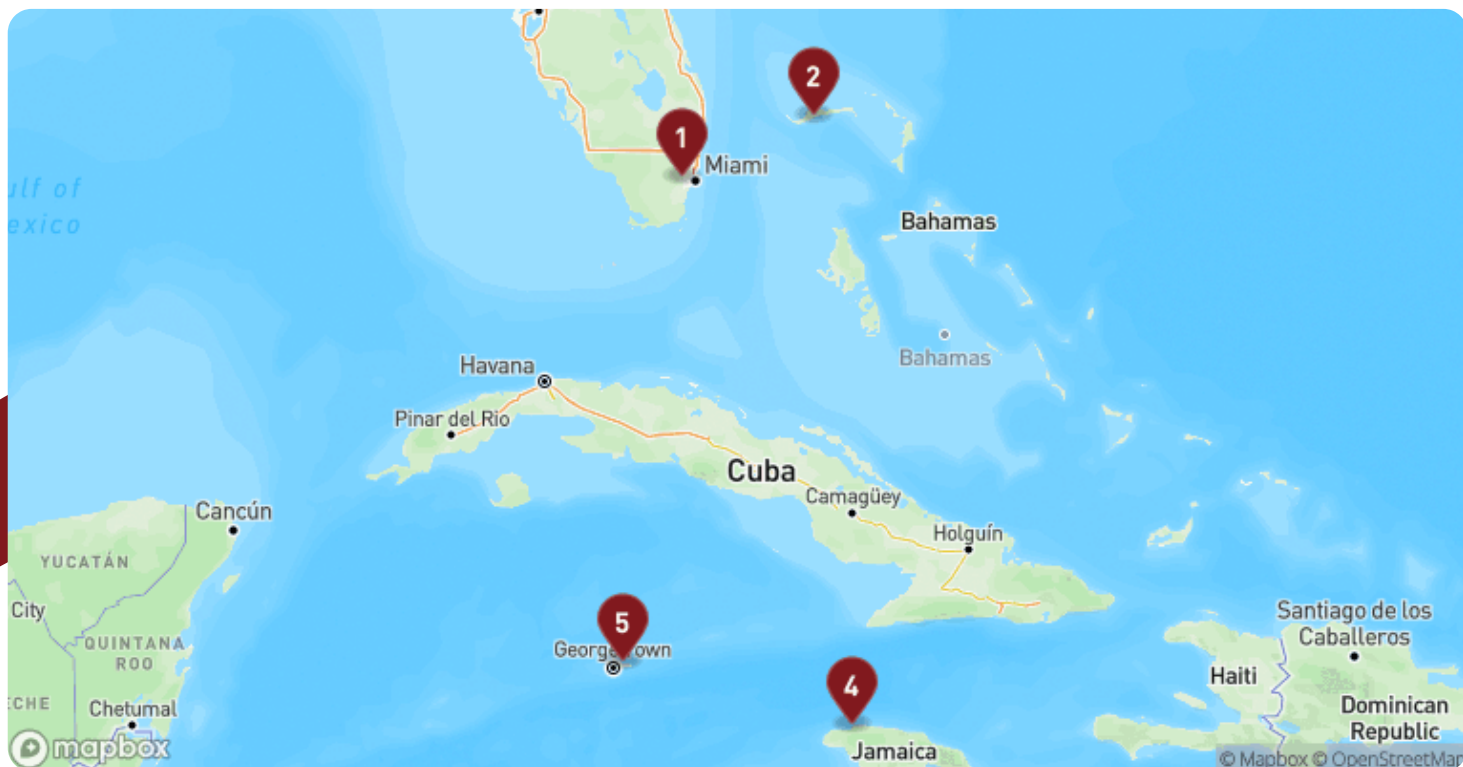 2
1
Miami
ulf of
exico
Bahamas
Bahamas
Havana
Pinar del Rio
Cuba
Camagüey
Cancún
Holguín
YUCATÁN
City
Santiago de los
Caballeros
5
QUINTANA
ROO
Haiti
4
ECHE
Chetumal
Dominican
Republic
mapbox
Jamaica
© Mapbox © OpenStreetMap